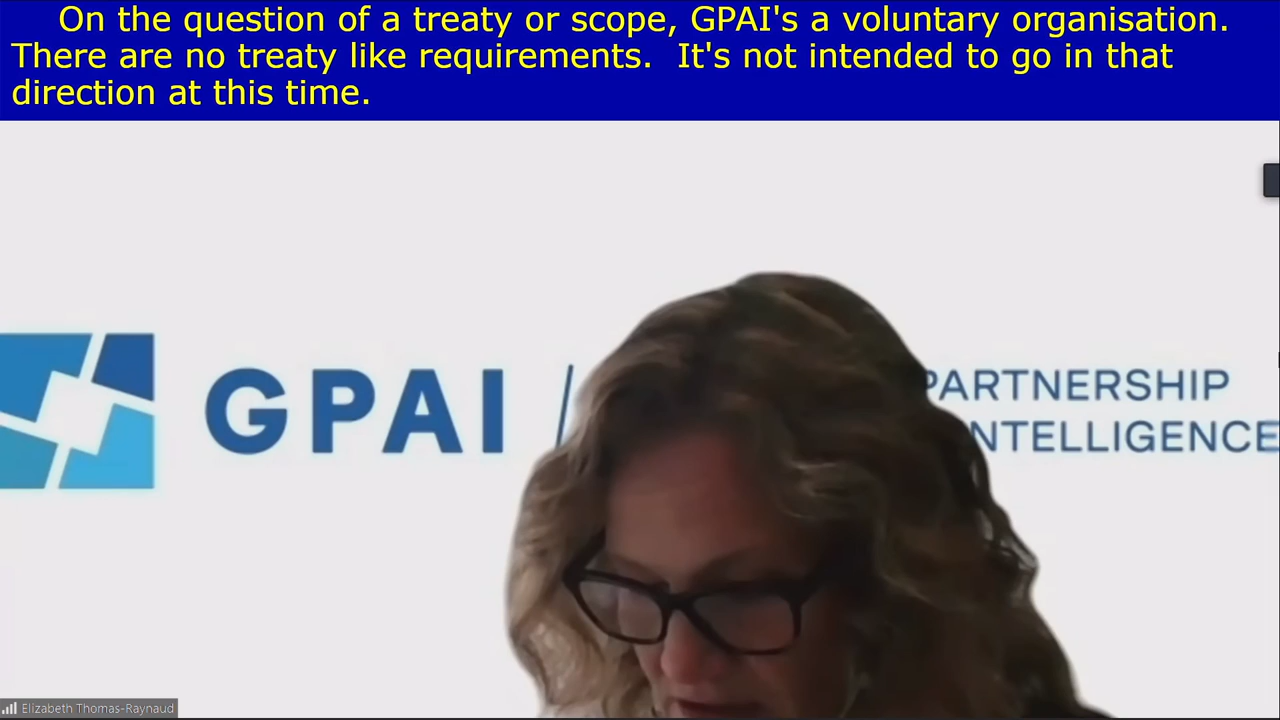 On the question of a treaty or scope, GPAI's a voluntary organisation.
There are no treaty like requirements.  It's not intended to go in that
direction at this time.
GPAI
PARTNERSHIP
INTELLIGENCE
Elizabeth Thomas-Raynaud